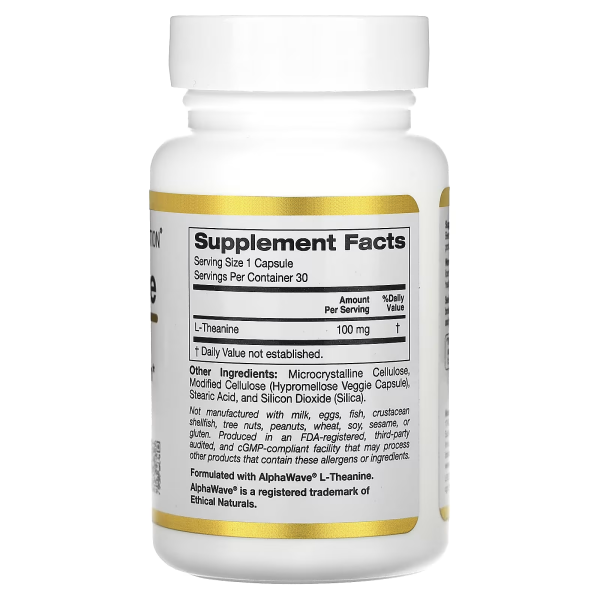 Supplement Facts
Serving Size 1 Capsule
Servings Per Container 30
Amount Per Serving
%Daily Value
L-Theanine 100 mg †
† Daily Value not established.
Other Ingredients: Microcrystalline Cellulose,
Modified Cellulose (Hypromellose Veggie Capsule),
Stearic Acid, and Silicon Dioxide (Silica).
Not manufactured with milk, eggs, fish, crustacean
shellfish, tree nuts, peanuts, wheat, soy, sesame, or
gluten. Produced in an FDA-registered, third-party
audited, and cGMP-compliant facility that may process
other products that contain these allergens or ingredients.
Formulated with AlphaWave® L-Theanine.
AlphaWave® is a registered trademark of
Ethical Naturals.